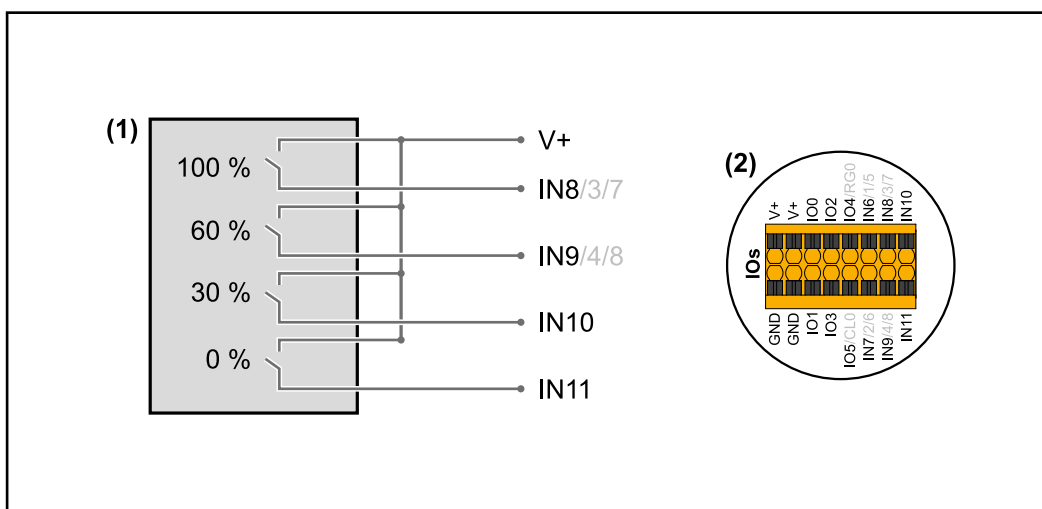 (1)
V+
100 %
IN8/3/7
60 %
IN9/4/8
30 %
IN10
0 %
IN11
(2)
V+
V+
IO0
IO2
IO4/RG0
IN6/1/5
IN8/3/7
IN10
IOs
GND
GND
IO1
IO3
IO5/CL0
IN7/2/6
IN9/4/8
IN11